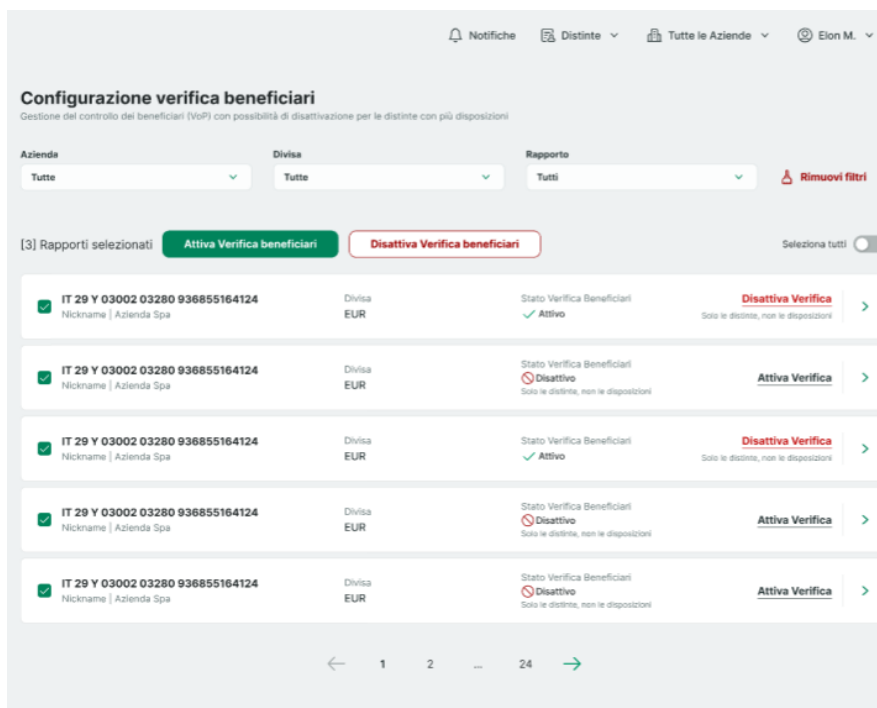 Notifiche Distinte Tutte le Aziende Elon M.
Configurazione verifica beneficiari
Gestione del controllo dei beneficiari (VoP) con possibilità di disattivazione per le distinte con più disposizioni
Azienda Divisa Rapporto
Tutte Tutte Tutti Rimuovi filtri
[3] Rapporti selezionati Attiva Verifica beneficiari Disattiva Verifica beneficiari Seleziona tutti
IT 29 Y 03002 03280 936855164124 Divisa Stato Verifica Beneficiari Disattiva Verifica
Nickname | Azienda Spa EUR Attivo Solo le distinte, non le disposizioni
IT 29 Y 03002 03280 936855164124 Divisa Stato Verifica Beneficiari Attiva Verifica
Nickname | Azienda Spa EUR Disattivo
Solo le distinte, non le disposizioni
IT 29 Y 03002 03280 936855164124 Divisa Stato Verifica Beneficiari Disattiva Verifica
Nickname | Azienda Spa EUR Attivo Solo le distinte, non le disposizioni
IT 29 Y 03002 03280 936855164124 Divisa Stato Verifica Beneficiari Attiva Verifica
Nickname | Azienda Spa EUR Disattivo
Solo le distinte, non le disposizioni
IT 29 Y 03002 03280 936855164124 Divisa Stato Verifica Beneficiari Attiva Verifica
Nickname | Azienda Spa EUR Disattivo
Solo le distinte, non le disposizioni
1 2 ... 24